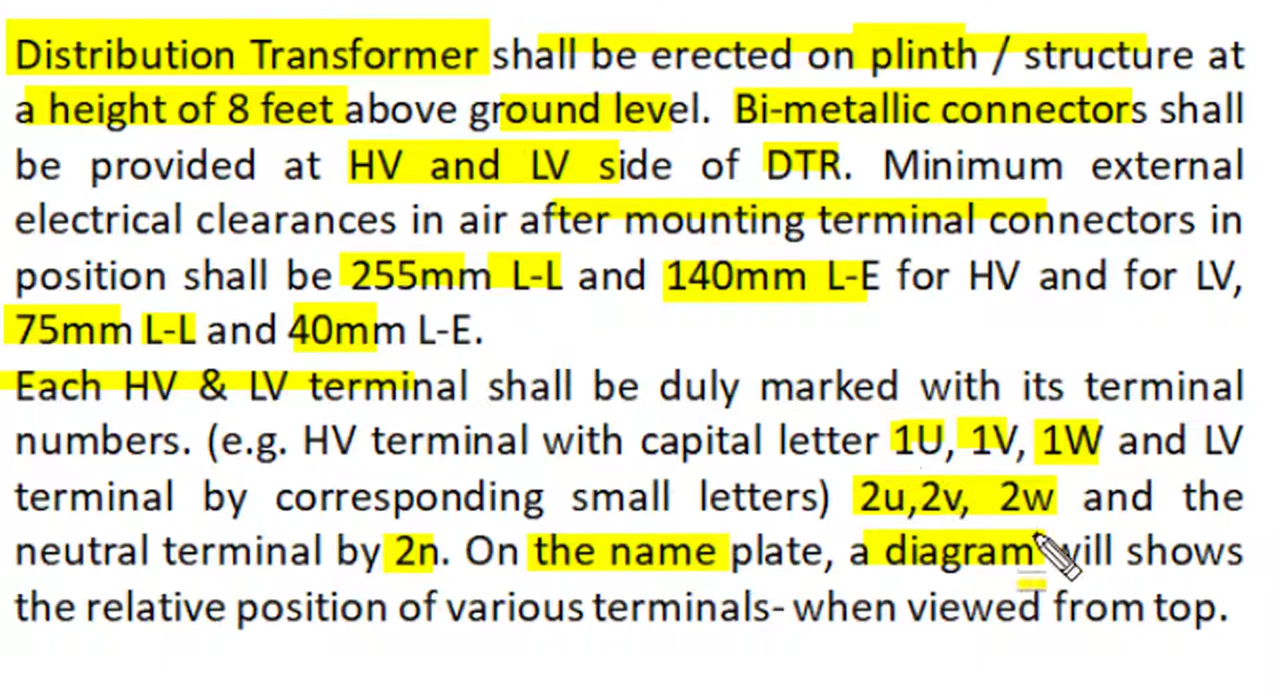 Distribution Transformer shall be erected on plinth / structure at
a height of 8 feet above ground level. Bi-metallic connectors shall
be provided at HV and LV side of DTR. Minimum external
electrical clearances in air after mounting terminal connectors in
position shall be 255mm L-L and 140mm L-E for HV and for LV,
75mm L-L and 40mm L-E.
Each HV & LV terminal shall be duly marked with its terminal
numbers. (e.g. HV terminal with capital letter 1U, 1V, 1W and LV
terminal by corresponding small letters) 2u,2v, 2w and the
neutral terminal by 2n. On the name plate, a diagram will shows
the relative position of various terminals- when viewed from top.